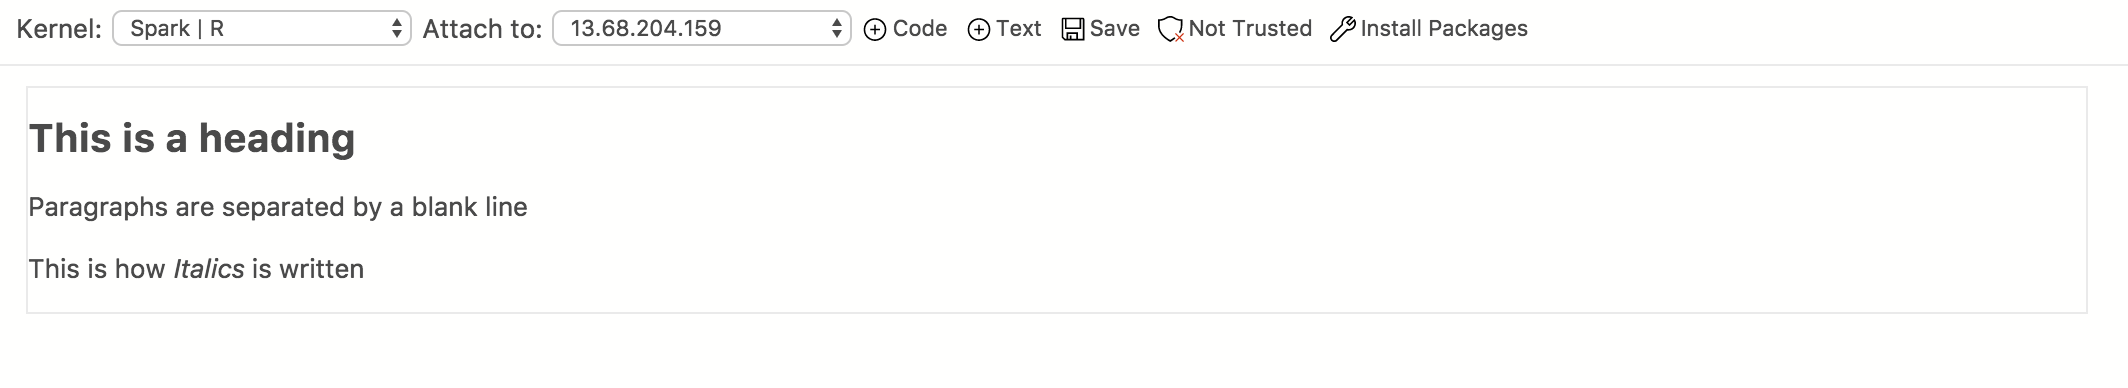 Kernel: Spark | R Attach to: 13.68.204.159 Code Text Save Not Trusted Install Packages
This is a heading
Paragraphs are separated by a blank line
This is how Italics is written